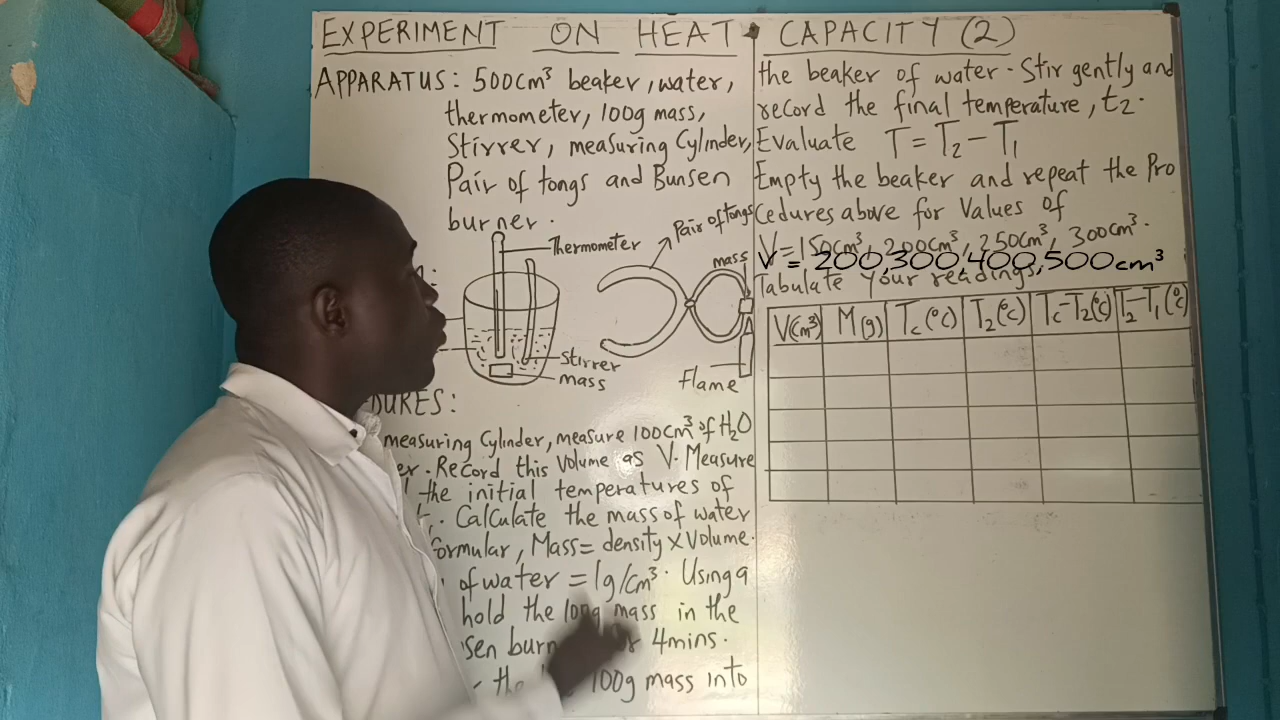 EXPERIMENT ON HEAT CAPACITY (2)
APPARATUS: 500cm³ beaker, water,
thermometer, 100g mass,
Stirrer, measuring Cylinder,
Pair of tongs and Bunsen
burner.
Thermometer
Pair of tongs
mass
Stirrer
mass
Flame
DURES:
measuring Cylinder, measure 100cm³ of H₂O
er. Record this Volume as V. Measure
the initial temperatures of
Calculate the mass of water
formular, Mass = density x Volume.
of water = 1g/cm³. Using a
hold the 100g mass in the
sen burn 4mins.
the 100g mass into
the beaker of water. Stir gently and
record the final temperature, t₂.
Evaluate T = T₂ - T₁
Empty the beaker and repeat the Pro
cedures above for Values of
V = 150cm³, 200cm³, 250cm³, 300cm³.
V = 200,300,400,500cm³
Tabulate your readings
V(cm³) M(g) Tc(°c) T₂(°c) Tc-T₂(°c) T₂-T₁(°c)